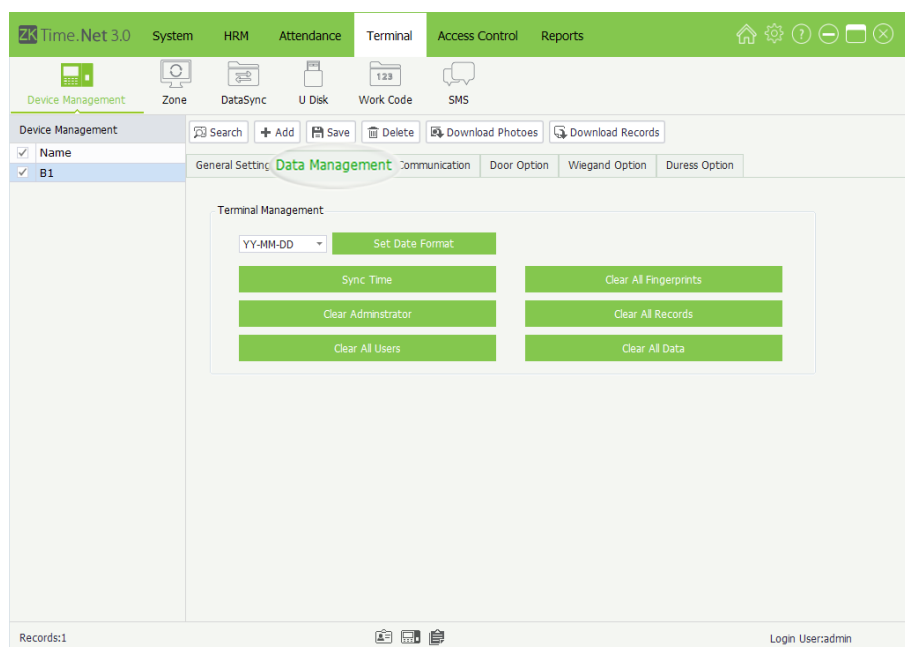 ZK Time.Net 3.0 System HRM Attendance Terminal Access Control Reports
123
Device Management Zone DataSync U Disk Work Code SMS
Device Management Search Add Save Delete Download Photoes Download Records
Name
General Setting Data Management Communication Door Option Wiegand Option Duress Option
B1
Terminal Management
YY-MM-DD Set Date Format
Sync Time Clear All Fingerprints
Clear Adminstrator Clear All Records
Clear All Users Clear All Data
Records:1 Login User:admin